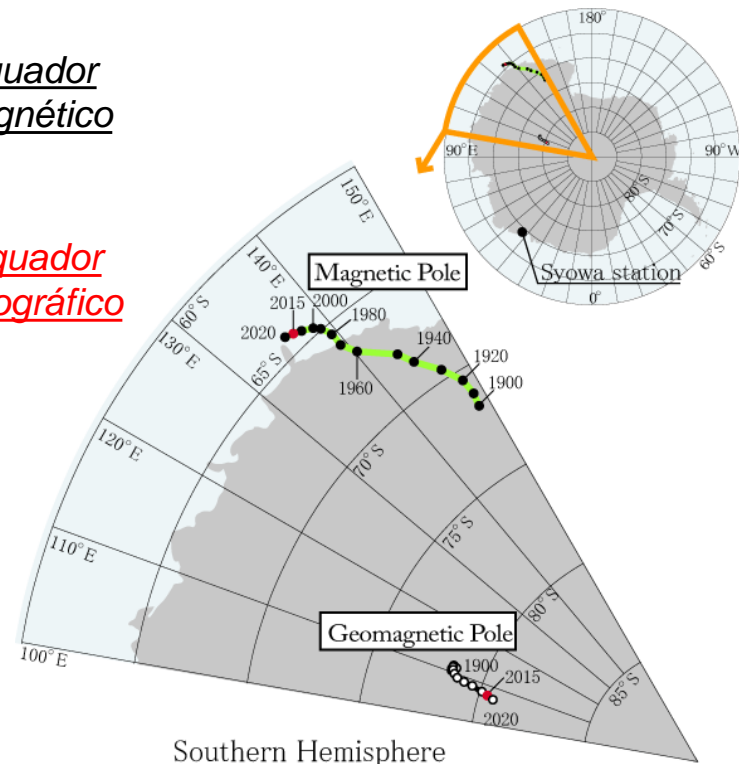 quador
gnético
quador
ográfico
180°
90°E
90°W
80°S
70°S
60°S
Syowa station
0°
150°E
140°E
Magnetic Pole
60°S
2015
2000
1980
2020
130°E
65°S
1940
1920
1960
1900
120°E
70°S
75°S
110°E
80°S
Geomagnetic Pole
1900
2015
100°E
85°S
2020
Southern Hemisphere